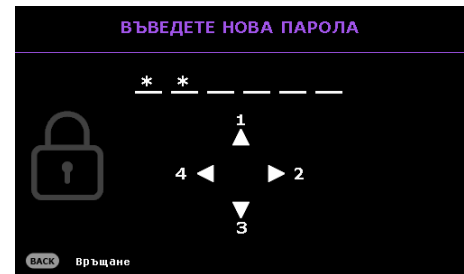 ВЪВЕДЕТЕ НОВА ПАРОЛА
* * _ _ _ _
1
4 2
3
BACK Връщане